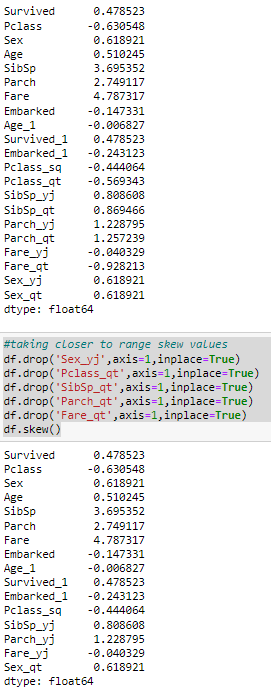 Survived 0.478523
Pclass -0.630548
Sex 0.618921
Age 0.510245
SibSp 3.695352
Parch 2.749117
Fare 4.787317
Embarked -0.147331
Age_1 -0.006827
Survived_1 0.478523
Embarked_1 -0.243123
Pclass_sq -0.444064
Pclass_qt -0.569343
SibSp_yj 0.808608
SibSp_qt 0.869466
Parch_yj 1.228795
Parch_qt 1.257239
Fare_yj -0.040329
Fare_qt -0.928213
Sex_yj 0.618921
Sex_qt 0.618921
dtype: float64
#taking closer to range skew values
df.drop('Sex_yj',axis=1,inplace=True)
df.drop('Pclass_qt',axis=1,inplace=True)
df.drop('SibSp_qt',axis=1,inplace=True)
df.drop('Parch_qt',axis=1,inplace=True)
df.drop('Fare_qt',axis=1,inplace=True)
df.skew()
Survived 0.478523
Pclass -0.630548
Sex 0.618921
Age 0.510245
SibSp 3.695352
Parch 2.749117
Fare 4.787317
Embarked -0.147331
Age_1 -0.006827
Survived_1 0.478523
Embarked_1 -0.243123
Pclass_sq -0.444064
SibSp_yj 0.808608
Parch_yj 1.228795
Fare_yj -0.040329
Sex_qt 0.618921
dtype: float64